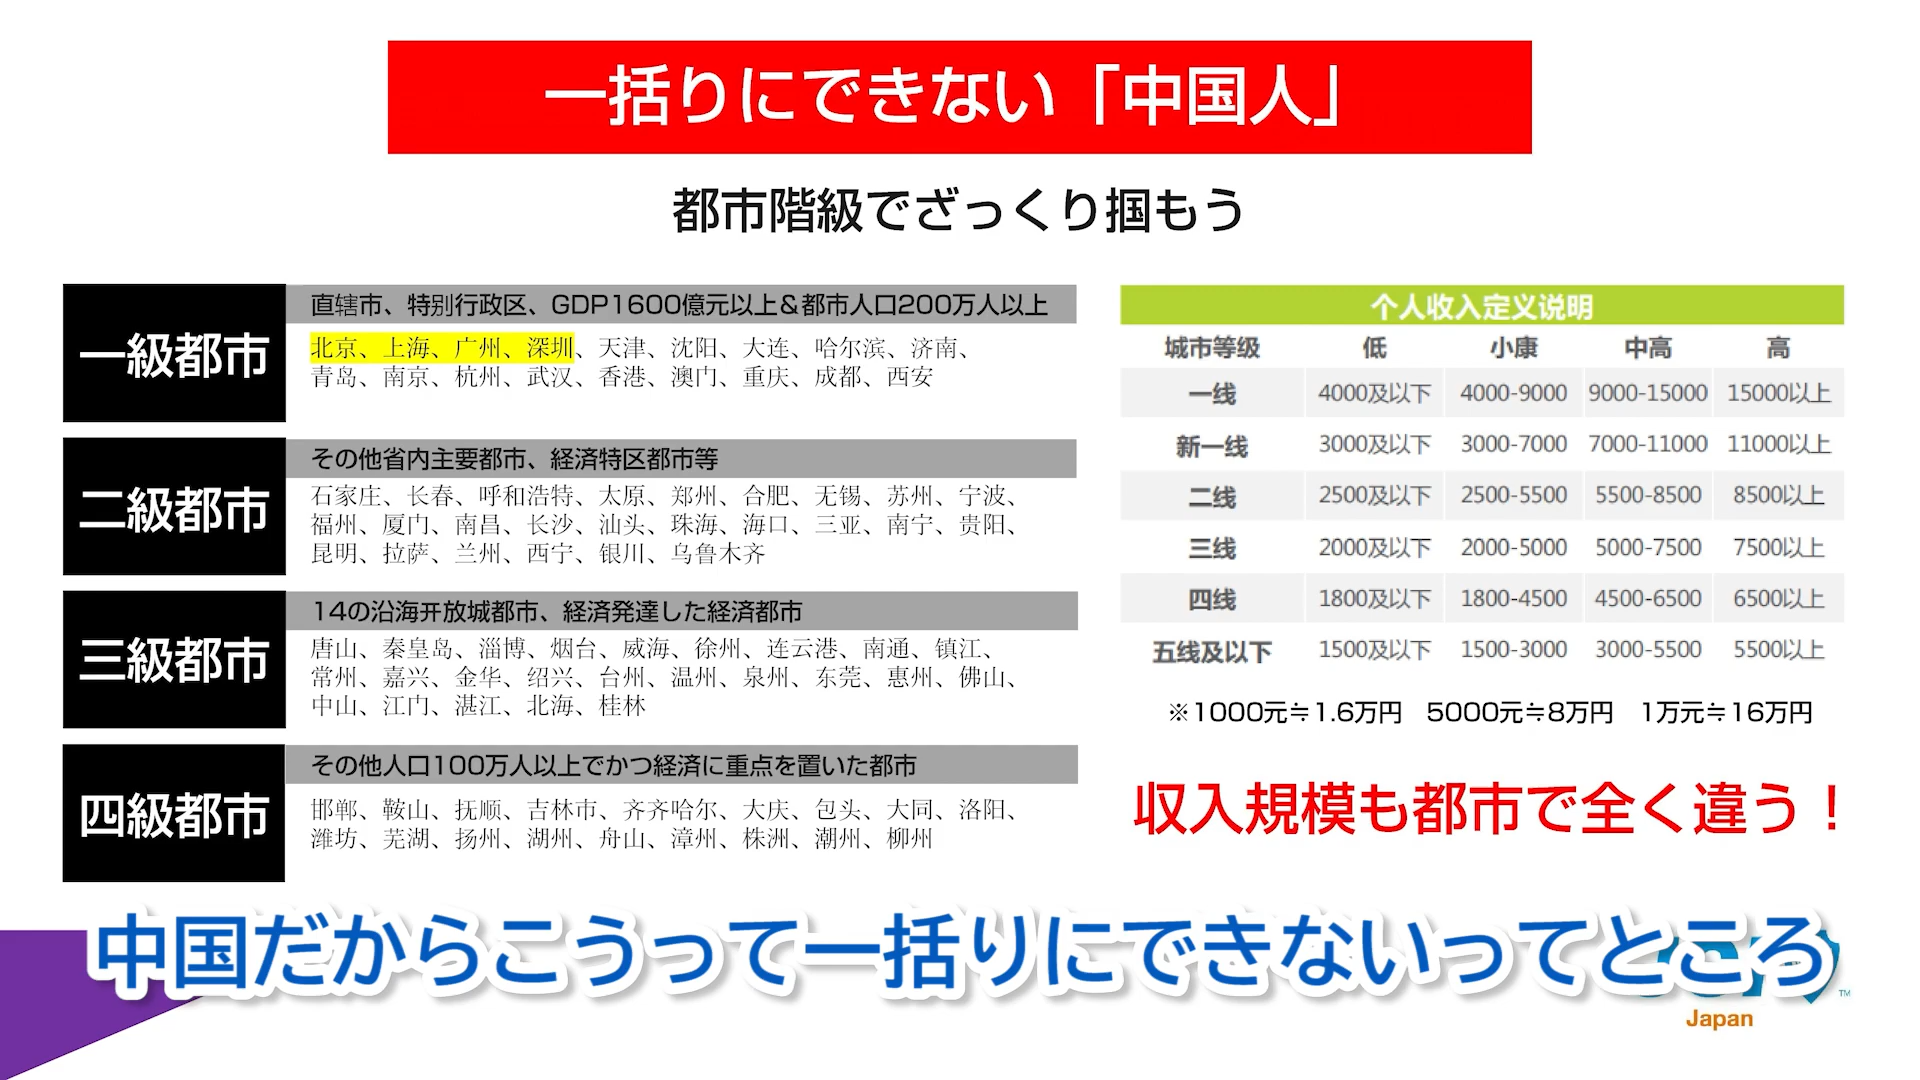 一括りにできない「中国人」
都市階級でざっくり掴もう
一級都市
直轄市、特別行政区、GDP1600億元以上&都市人口200万人以上
北京、上海、广州、深圳、天津、沈阳、大连、哈尔滨、济南、
青岛、南京、杭州、武汉、香港、澳门、重庆、成都、西安
二級都市
その他省内主要都市、経済特区都市等
石家庄、长春、呼和浩特、太原、郑州、合肥、无锡、苏州、宁波、
福州、厦门、南昌、长沙、汕头、珠海、海口、三亚、南宁、贵阳、
昆明、拉萨、兰州、西宁、银川、乌鲁木齐
三級都市
14の沿海开放城都市、経済発達した経済都市
唐山、秦皇岛、淄博、烟台、威海、徐州、连云港、南通、镇江、
常州、嘉兴、金华、绍兴、台州、温州、泉州、东莞、惠州、佛山、
中山、江门、湛江、北海、桂林
四級都市
その他人口100万人以上でかつ経済に重点を置いた都市
邯郸、鞍山、抚顺、吉林市、齐齐哈尔、大庆、包头、大同、洛阳、
潍坊、芜湖、扬州、湖州、舟山、漳州、株洲、潮州、柳州
个人收入定义说明
城市等级 低 小康 中高 高
一线 4000及以下 4000-9000 9000-15000 15000以上
新一线 3000及以下 3000-7000 7000-11000 11000以上
二线 2500及以下 2500-5500 5500-8500 8500以上
三线 2000及以下 2000-5000 5000-7500 7500以上
四线 1800及以下 1800-4500 4500-6500 6500以上
五线及以下 1500及以下 1500-3000 3000-5500 5500以上
※1000元≒1.6万円 5000元≒8万円 1万元≒16万円
収入規模も都市で全く違う！
中国だからこうって一括りにできないってところ
TM
Japan